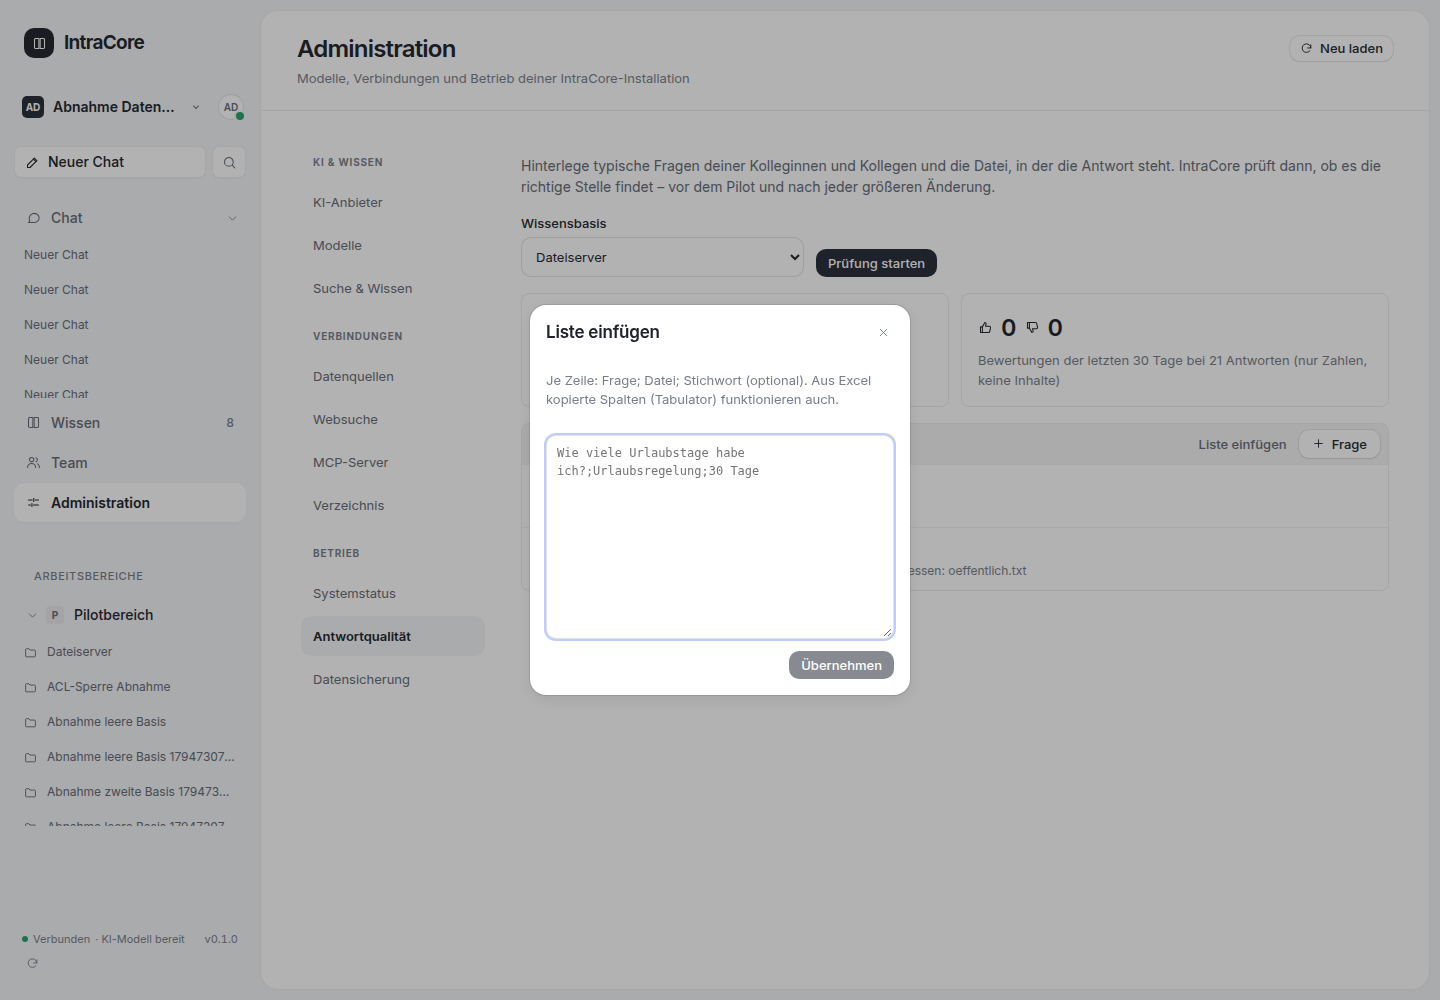 IntraCore
AD Abnahme Daten... AD
Neuer Chat
Chat
Neuer Chat
Neuer Chat
Neuer Chat
Neuer Chat
Neuer Chat
Wissen 8
Team
Administration
ARBEITSBEREICHE
P Pilotbereich
Dateiserver
ACL-Sperre Abnahme
Abnahme leere Basis
Abnahme leere Basis 17947307...
Abnahme zweite Basis 179473...
Abnahme leere Basis 17947307...
Verbunden · KI-Modell bereit v0.1.0
Administration
Modelle, Verbindungen und Betrieb deiner IntraCore-Installation
Neu laden
KI & WISSEN
KI-Anbieter
Modelle
Suche & Wissen
VERBINDUNGEN
Datenquellen
Websuche
MCP-Server
Verzeichnis
BETRIEB
Systemstatus
Antwortqualität
Datensicherung
Hinterlege typische Fragen deiner Kolleginnen und Kollegen und die Datei, in der die Antwort steht. IntraCore prüft dann, ob es die
richtige Stelle findet – vor dem Pilot und nach jeder größeren Änderung.
Wissensbasis
Dateiserver
Prüfung starten
0 0
Bewertungen der letzten 30 Tage bei 21 Antworten (nur Zahlen,
keine Inhalte)
Liste einfügen
Frage
essen: oeffentlich.txt
Liste einfügen
Je Zeile: Frage; Datei; Stichwort (optional). Aus Excel
kopierte Spalten (Tabulator) funktionieren auch.
Wie viele Urlaubstage habe
ich?;Urlaubsregelung;30 Tage
Übernehmen